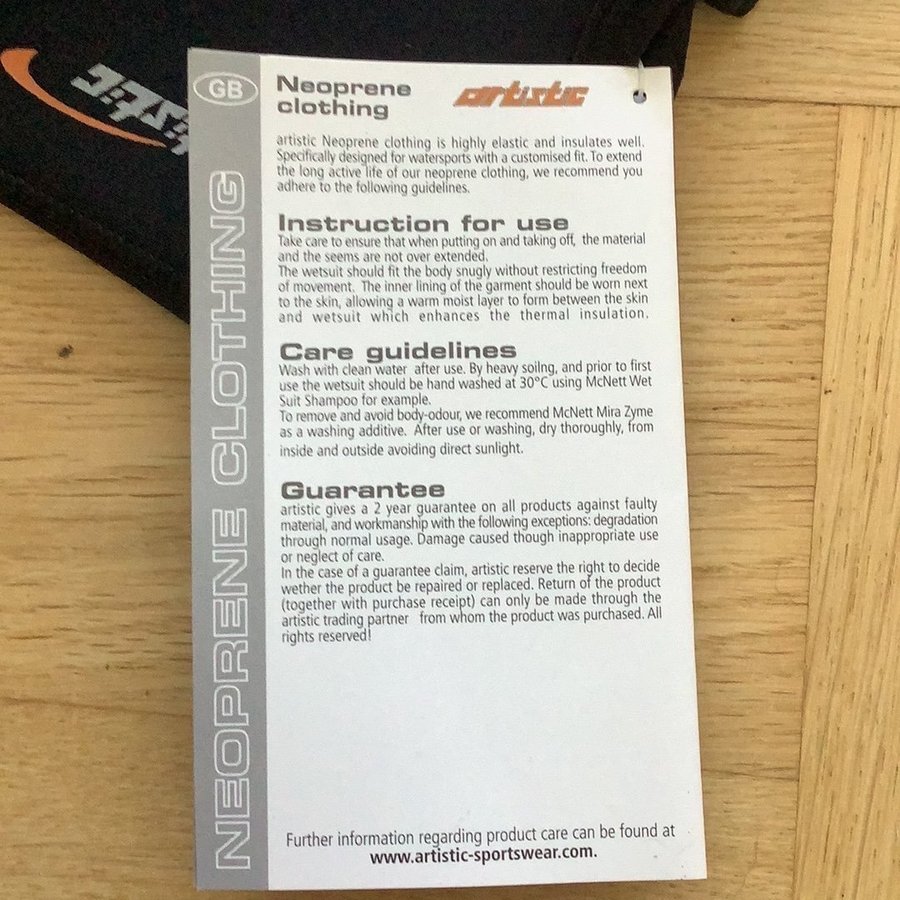 artistic
GB
NEOPRENE CLOTHING
Neoprene
clothing
artistic
artistic Neoprene clothing is highly elastic and insulates well.
Specifically designed for watersports with a customised fit. To extend
the long active life of our neoprene clothing, we recommend you
adhere to the following guidelines.
Instruction for use
Take care to ensure that when putting on and taking off, the material
and the seems are not over extended.
The wetsuit should fit the body snugly without restricting freedom
of movement. The inner lining of the garment should be worn next
to the skin, allowing a warm moist layer to form between the skin
and wetsuit which enhances the thermal insulation.
Care guidelines
Wash with clean water after use. By heavy soilng, and prior to first
use the wetsuit should be hand washed at 30°C using McNett Wet
Suit Shampoo for example.
To remove and avoid body-odour, we recommend McNett Mira Zyme
as a washing additive. After use or washing, dry thoroughly, from
inside and outside avoiding direct sunlight.
Guarantee
artistic gives a 2 year guarantee on all products against faulty
material, and workmanship with the following exceptions: degradation
through normal usage. Damage caused though inappropriate use
or neglect of care.
In the case of a guarantee claim, artistic reserve the right to decide
wether the product be repaired or replaced. Return of the product
(together with purchase receipt) can only be made through the
artistic trading partner from whom the product was purchased. All
rights reserved!
Further information regarding product care can be found at
www.artistic-sportswear.com.